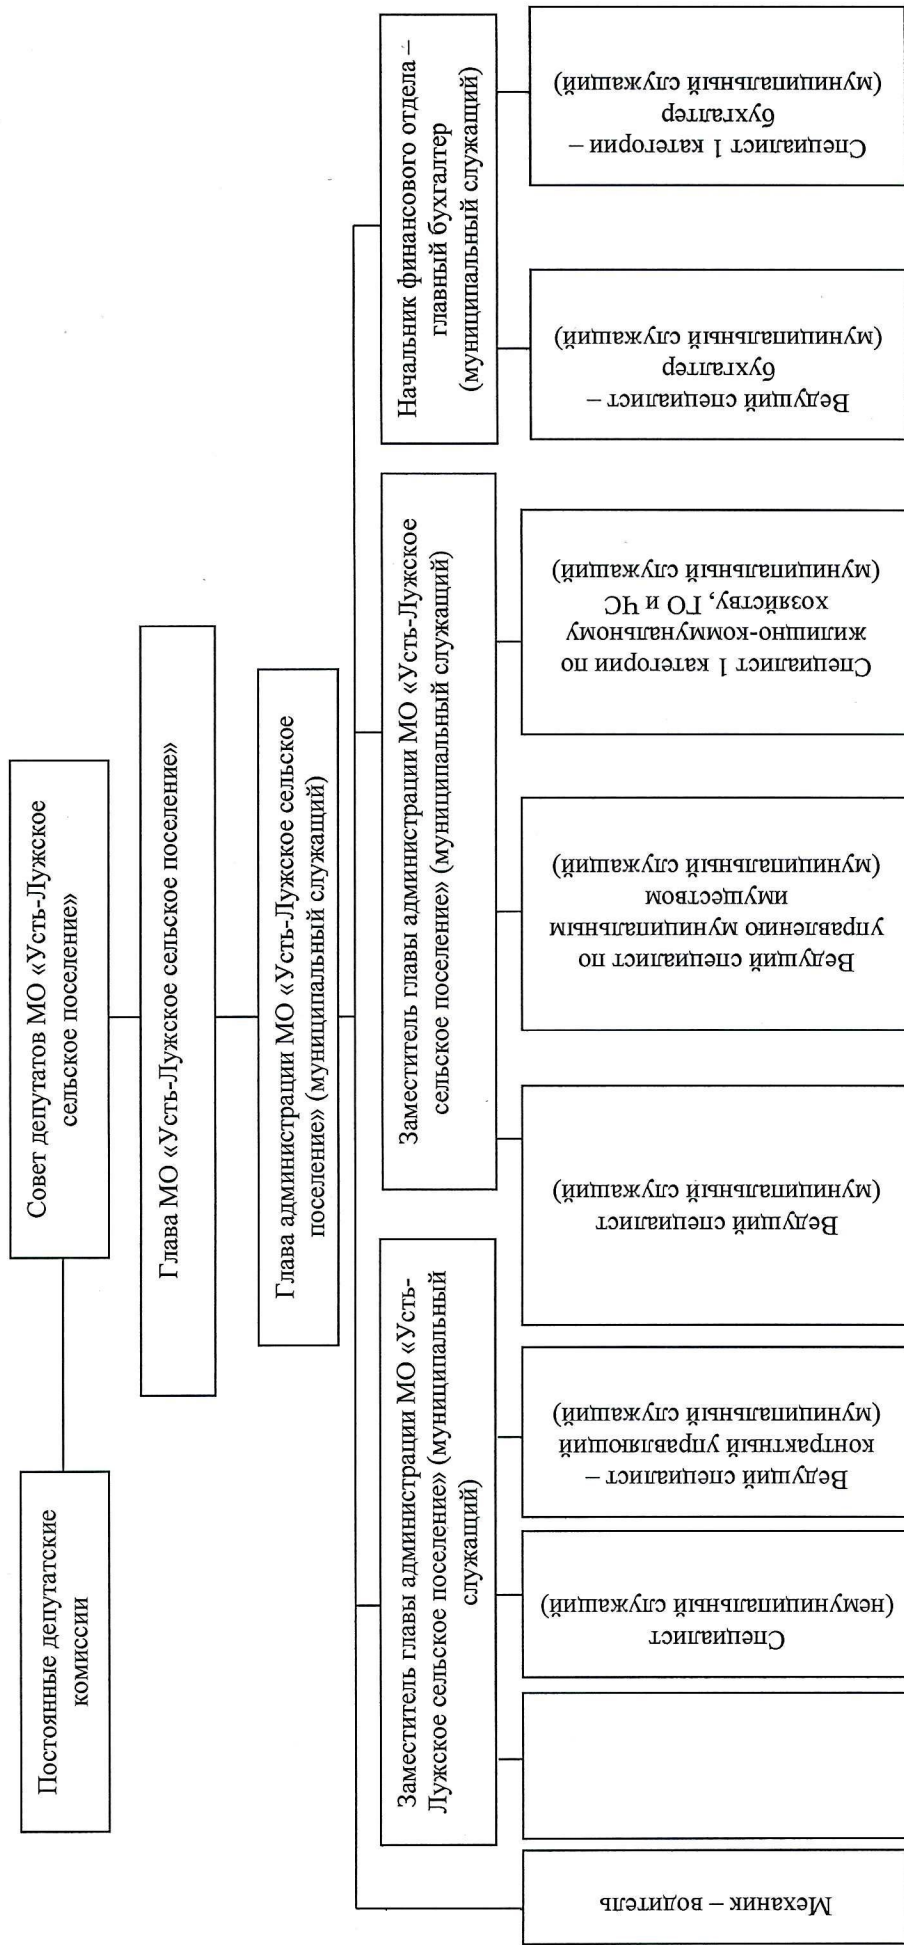 Совет депутатов МО «Усть-Лужское
сельское поселение»
Постоянные депутатские
комиссии
Глава МО «Усть-Лужское сельское поселение»
Глава администрации МО «Усть-Лужское сельское
поселение» (муниципальный служащий)
Заместитель главы администрации МО «Усть-
Лужское сельское поселение» (муниципальный
служащий)
Заместитель главы администрации МО «Усть-Лужское
сельское поселение» (муниципальный служащий)
Начальник финансового отдела –
главный бухгалтер
(муниципальный служащий)
Механик – водитель
Специалист
(немуниципальный служащий)
Ведущий специалист –
контрактный управляющий
(муниципальный служащий)
Ведущий специалист
(муниципальный служащий)
Ведущий специалист по
управлению муниципальным
имуществом
(муниципальный служащий)
Специалист 1 категории по
жилищно-коммунальному
хозяйству, ГО и ЧС
(муниципальный служащий)
Ведущий специалист –
бухгалтер
(муниципальный служащий)
Специалист 1 категории –
бухгалтер
(муниципальный служащий)